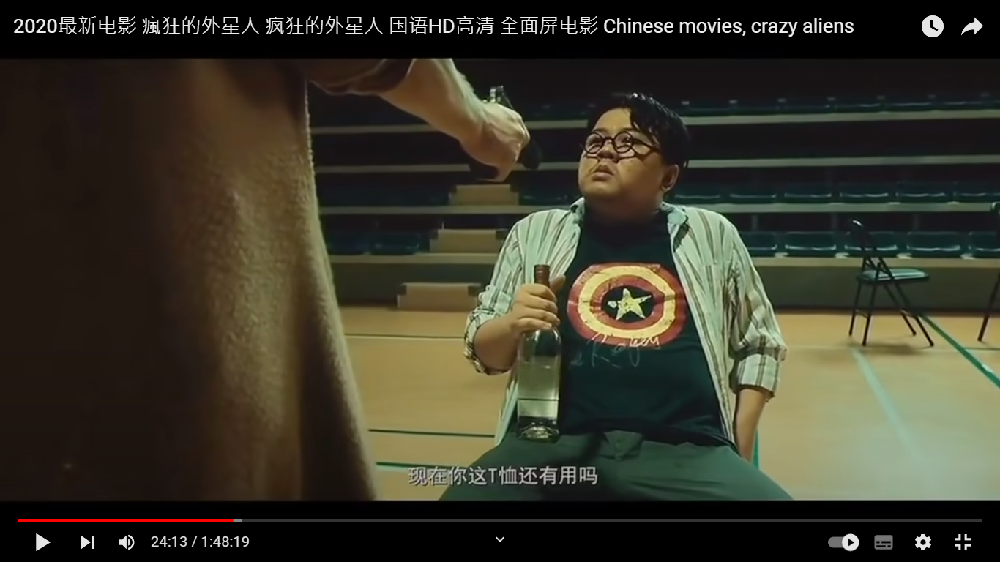 2020最新电影 瘋狂的外星人 疯狂的外星人 国语HD高清 全面屏电影 Chinese movies, crazy aliens
现在你这T恤还有用吗
24:13 / 1:48:19